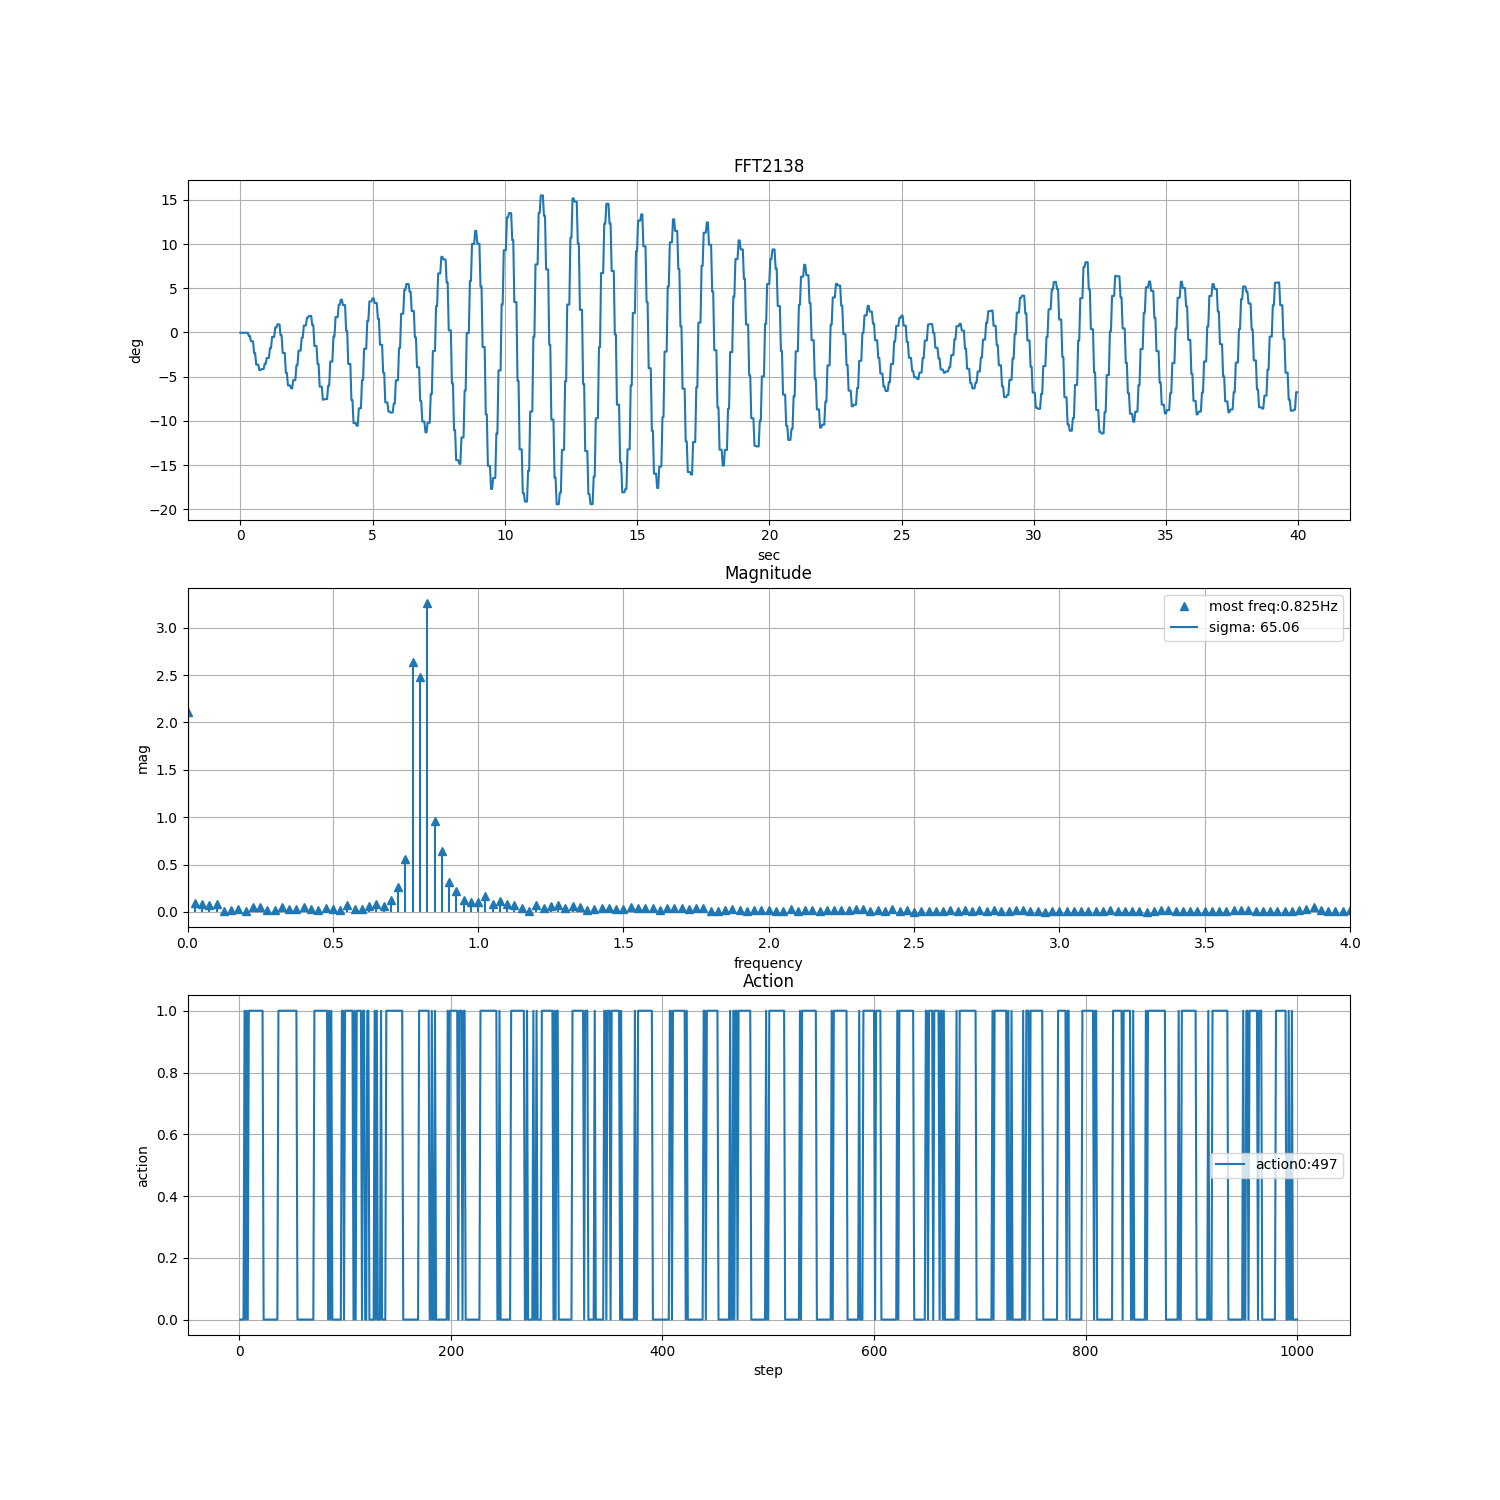 FFT2138
15
10
5
0
−5
−10
−15
−20
deg
0 5 10 15 20 25 30 35 40
sec
Magnitude
most freq:0.825Hz
sigma: 65.06
3.0
2.5
2.0
1.5
1.0
0.5
0.0
mag
0.0 0.5 1.0 1.5 2.0 2.5 3.0 3.5 4.0
frequency
Action
1.0
0.8
0.6
0.4
0.2
0.0
action
action0:497
0 200 400 600 800 1000
step